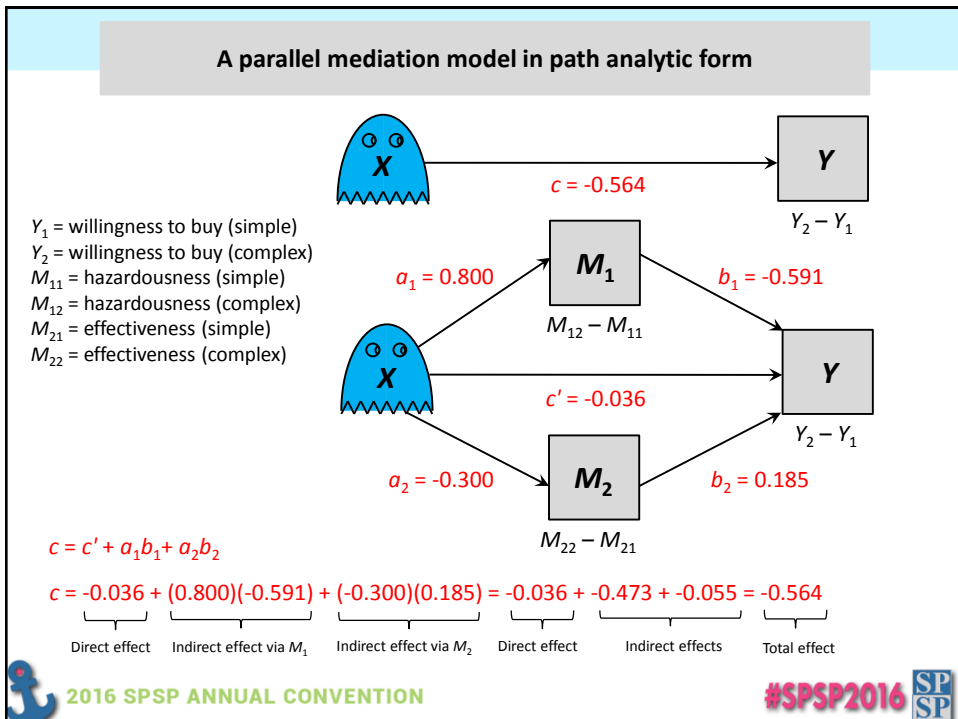 A parallel mediation model in path analytic form
X
Y
c = -0.564
Y₂ – Y₁
Y₁ = willingness to buy (simple)
Y₂ = willingness to buy (complex)
M₁₁ = hazardousness (simple)
M₁₂ = hazardousness (complex)
M₂₁ = effectiveness (simple)
M₂₂ = effectiveness (complex)
a₁ = 0.800
M₁
b₁ = -0.591
M₁₂ – M₁₁
X
Y
c' = -0.036
Y₂ – Y₁
a₂ = -0.300
M₂
b₂ = 0.185
M₂₂ – M₂₁
c = c' + a₁b₁+ a₂b₂
c = -0.036 + (0.800)(-0.591) + (-0.300)(0.185) = -0.036 + -0.473 + -0.055 = -0.564
Direct effect Indirect effect via M₁ Indirect effect via M₂ Direct effect Indirect effects Total effect
2016 SPSP ANNUAL CONVENTION
#SPSP2016
SP
SP